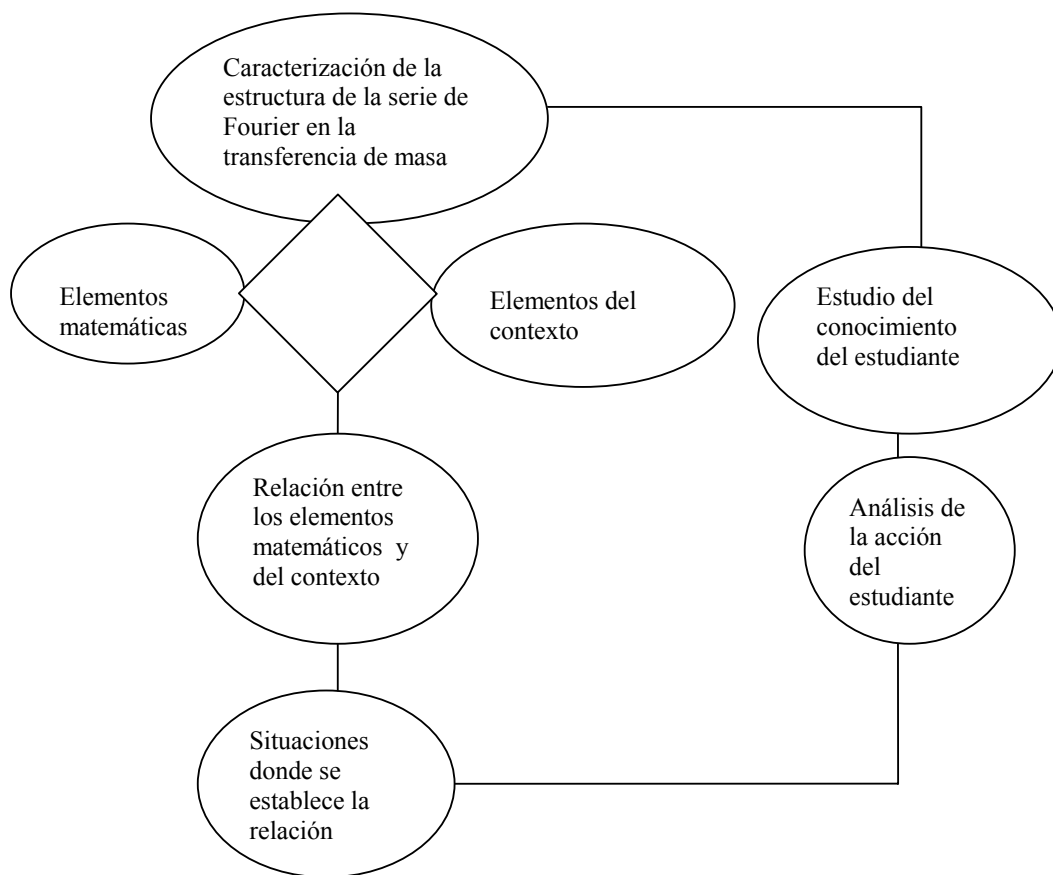 Caracterización de la
estructura de la serie de
Fourier en la
transferencia de masa
Elementos
matemáticas
Elementos del
contexto
Estudio del
conocimiento
del estudiante
Relación entre
los elementos
matemáticos y
del contexto
Análisis de
la acción
del
estudiante
Situaciones
donde se
establece la
relación